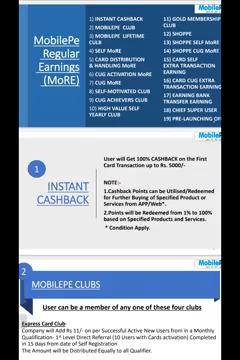 MobilePe
Regular
Earnings
(MoRE)
1) INSTANT CASHBACK
2) MOBILEPE CLUB
3) MOBILEPE LIFETIME
CULB
4) SELF MoRE
5) CARD DISTRIBUTION
& HANDLING MoRE
6) CUG ACTIVATION MoRE
7) CUG MoRE
8) SELF-MOTIVATED CLUB
9) CUG ACHIEVERS CLUB
10) HIGH VALUE SELF
YEARLY CLUB
11) GOLD MEMBERSHIP
CLUB
12) SHOPPE
13) SHOPPE SELF MoRE
14) SHOPPE CUG MoRE
15) CARD SELF
EXTRA TRANSACTION
EARNING
16) CARD CUG EXTRA
TRANSACTION EARNING
17) EARNING BANK
TRANSFER EARNING
18) CHIEF SUPER USER
19) PRE-LAUNCHING
MobileP
1
INSTANT
CASHBACK
User will Get 100% CASHBACK on the First
Card Transaction up to Rs. 5000/-
NOTE:-
1.Cashback Points can be Utilised/Redeemed
for Further Buying of Specified Product or
Services from APP/Web*.
2.Points will be Redeemed from 1% to 100%
based on Specified Products and Services.
* Condition Apply.
2
MOBILEPE CLUBS
User can be a member of any one of these four clubs
Express Card Club-
Company will Add Rs 11/- on per Successful Active New Users from in a Monthly
Qualification- 1st Level Direct Referral (10 Users with Cards activation) Completed
in 15 days from date of Self Registration
The Amount will be Distributed Equally to all Qualifier.